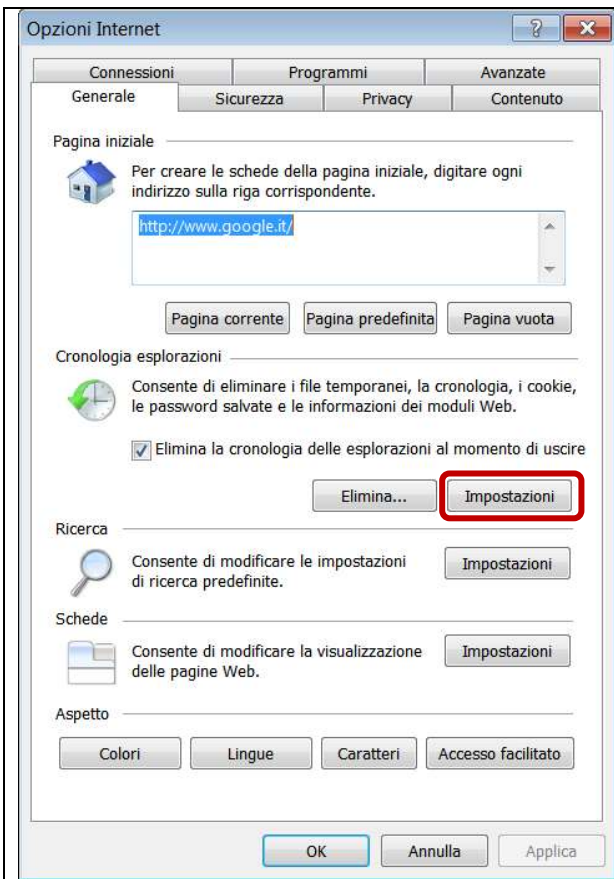 Opzioni Internet
Connessioni Programmi Avanzate
Generale Sicurezza Privacy Contenuto
Pagina iniziale
Per creare le schede della pagina iniziale, digitare ogni
indirizzo sulla riga corrispondente.
http://www.google.it/
Pagina corrente Pagina predefinita Pagina vuota
Cronologia esplorazioni
Consente di eliminare i file temporanei, la cronologia, i cookie,
le password salvate e le informazioni dei moduli Web.
Elimina la cronologia delle esplorazioni al momento di uscire
Elimina... Impostazioni
Ricerca
Consente di modificare le impostazioni Impostazioni
di ricerca predefinite.
Schede
Consente di modificare la visualizzazione Impostazioni
delle pagine Web.
Aspetto
Colori Lingue Caratteri Accesso facilitato
OK Annulla Applica